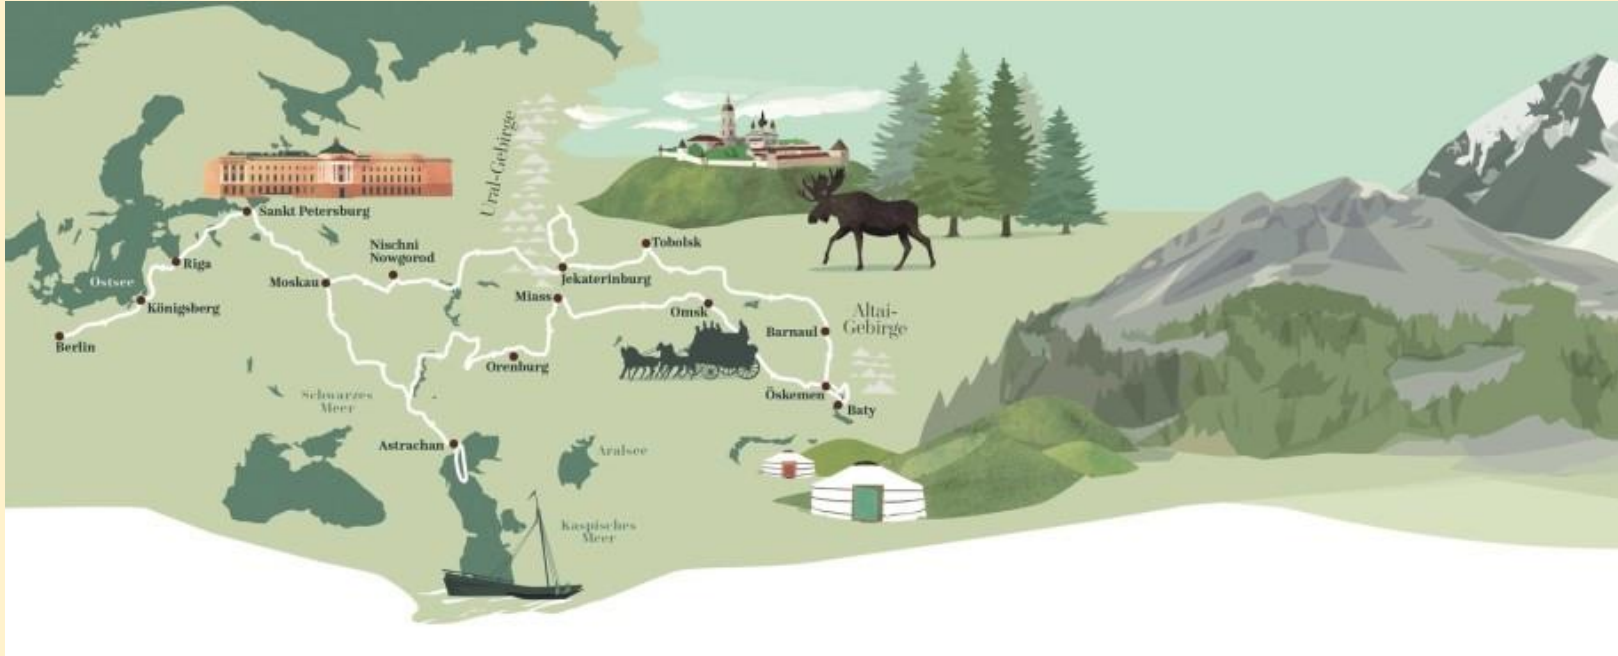 Ural-Gebirge
Sankt Petersburg
Nischni
Nowgorod
Tobolsk
Riga
Ostsee
Moskau
Jekaterinburg
Königsberg
Miass
Omsk
Altai-
Gebirge
Barnaul
Berlin
Orenburg
Öskemen
Baty
Schwarzes
Meer
Astrachan
Aralsee
Kaspisches
Meer